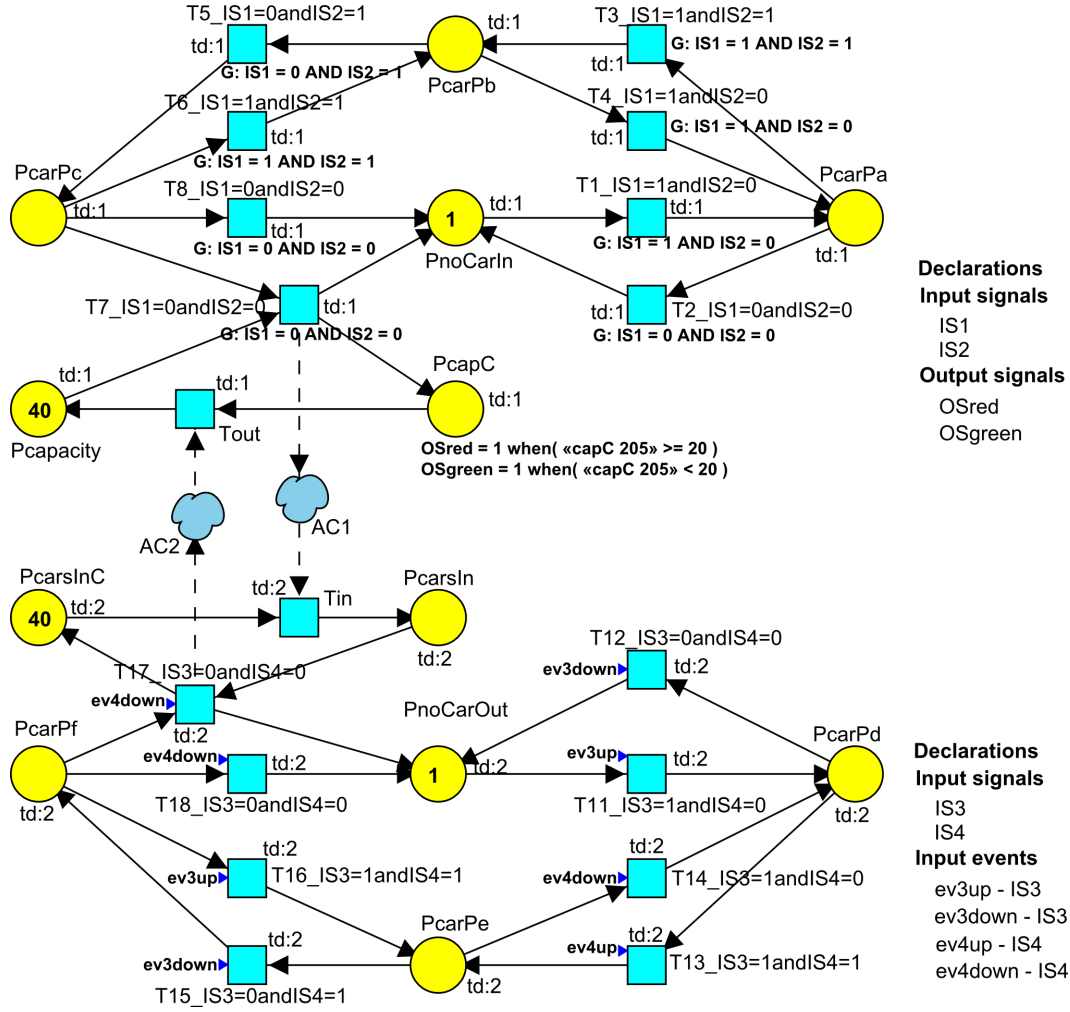 T5_IS1=0andIS2=1
td:1
G: IS1 = 0 AND IS2 = 1
PcarPb
T3_IS1=1andIS2=1
G: IS1 = 1 AND IS2 = 1
td:1
T6_IS1=1andIS2=1
td:1
G: IS1 = 1 AND IS2 = 1
T4_IS1=1andIS2=0
G: IS1 = 1 AND IS2 = 0
td:1
PcarPc
td:1
T8_IS1=0andIS2=0
td:1
G: IS1 = 0 AND IS2 = 0
1
td:1
PnoCarIn
T1_IS1=1andIS2=0
td:1
G: IS1 = 1 AND IS2 = 0
PcarPa
td:1
T7_IS1=0andIS2=0
td:1
G: IS1 = 0 AND IS2 = 0
td:1
T2_IS1=0andIS2=0
G: IS1 = 0 AND IS2 = 0
Declarations
Input signals
IS1
IS2
Output signals
OSred
OSgreen
td:1
40
Pcapacity
td:1
Tout
PcapC
td:1
OSred = 1 when( «capC 205» >= 20 )
OSgreen = 1 when( «capC 205» < 20 )
AC2
AC1
PcarsInC
40
td:2
td:2
Tin
PcarsIn
td:2
T17_IS3=0andIS4=0
ev4down
td:2
T12_IS3=0andIS4=0
ev3down
td:2
PcarPf
td:2
ev4down
td:2
T18_IS3=0andIS4=0
PnoCarOut
1
td:2
ev3up
td:2
T11_IS3=1andIS4=0
PcarPd
td:2
td:2
ev3up
T16_IS3=1andIS4=1
td:2
ev4down
T14_IS3=1andIS4=0
PcarPe
td:2
td:2
ev3down
T15_IS3=0andIS4=1
td:2
ev4up
T13_IS3=1andIS4=1
Declarations
Input signals
IS3
IS4
Input events
ev3up - IS3
ev3down - IS3
ev4up - IS4
ev4down - IS4